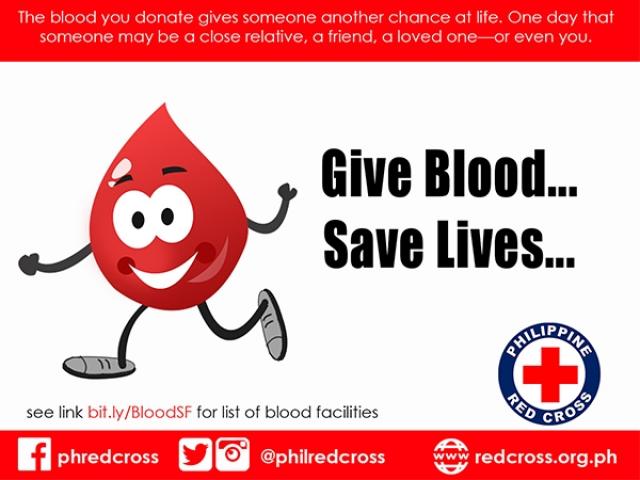 The blood you donate gives someone another chance at life. One day that
someone may be a close relative, a friend, a loved one—or even you.
Give Blood...
Save Lives...
PHILIPPINE
RED CROSS
see link bit.ly/BloodSF for list of blood facilities
phredcross @philredcross www redcross.org.ph